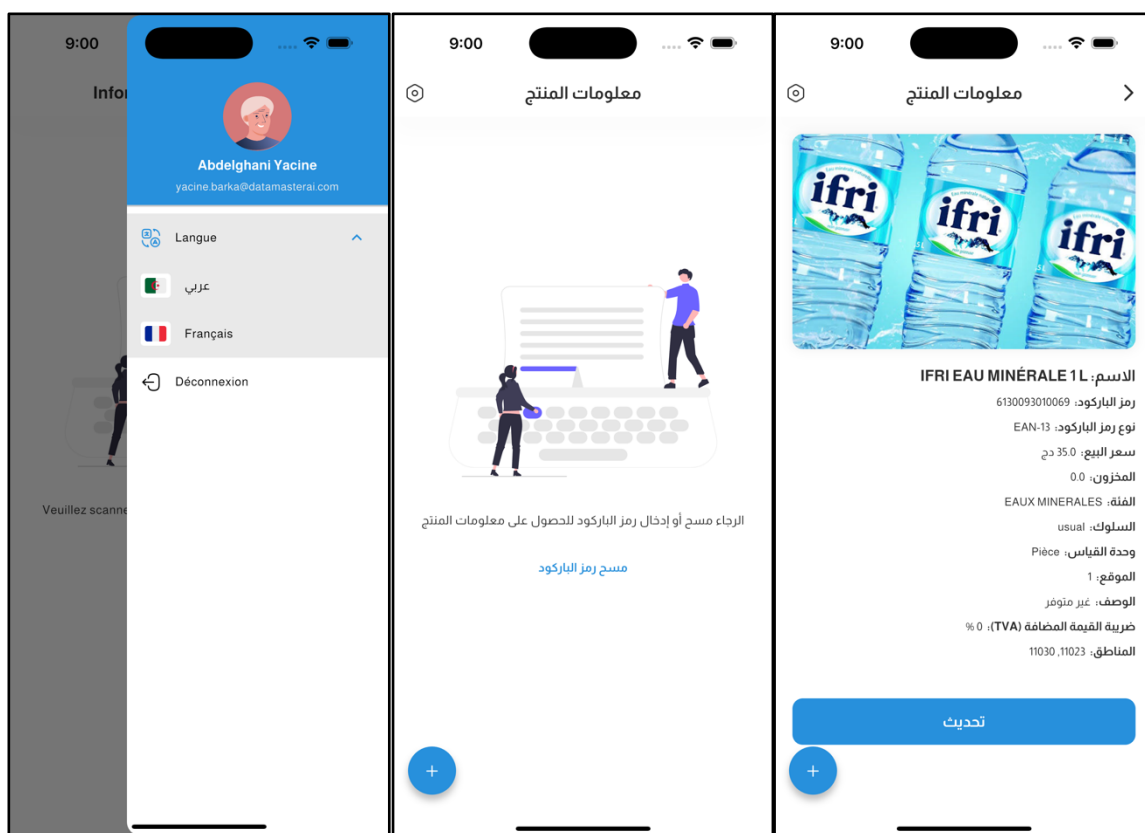 9:00
Infor
Abdelghani Yacine
yacine.barka@datamasterai.com
Langue
عربي
Français
Déconnexion
Veuillez scanne
9:00
معلومات المنتج
الرجاء مسح أو إدخال رمز الباركود للحصول على معلومات المنتج
مسح رمز الباركود
+
9:00
معلومات المنتج
ifri
ifri
ifri
الاسم: IFRI EAU MINÉRALE 1 L
رمز الباركود: 6130093010069
نوع رمز الباركود: EAN-13
سعر البيع: 35.0 دج
المخزون: 0.0
الفئة: EAUX MINERALES
السلوك: usual
وحدة القياس: Pièce
الموقع: 1
الوصف: غير متوفر
ضريبة القيمة المضافة (TVA): 0 %
المناطق: 11023, 11030
تحديث
+